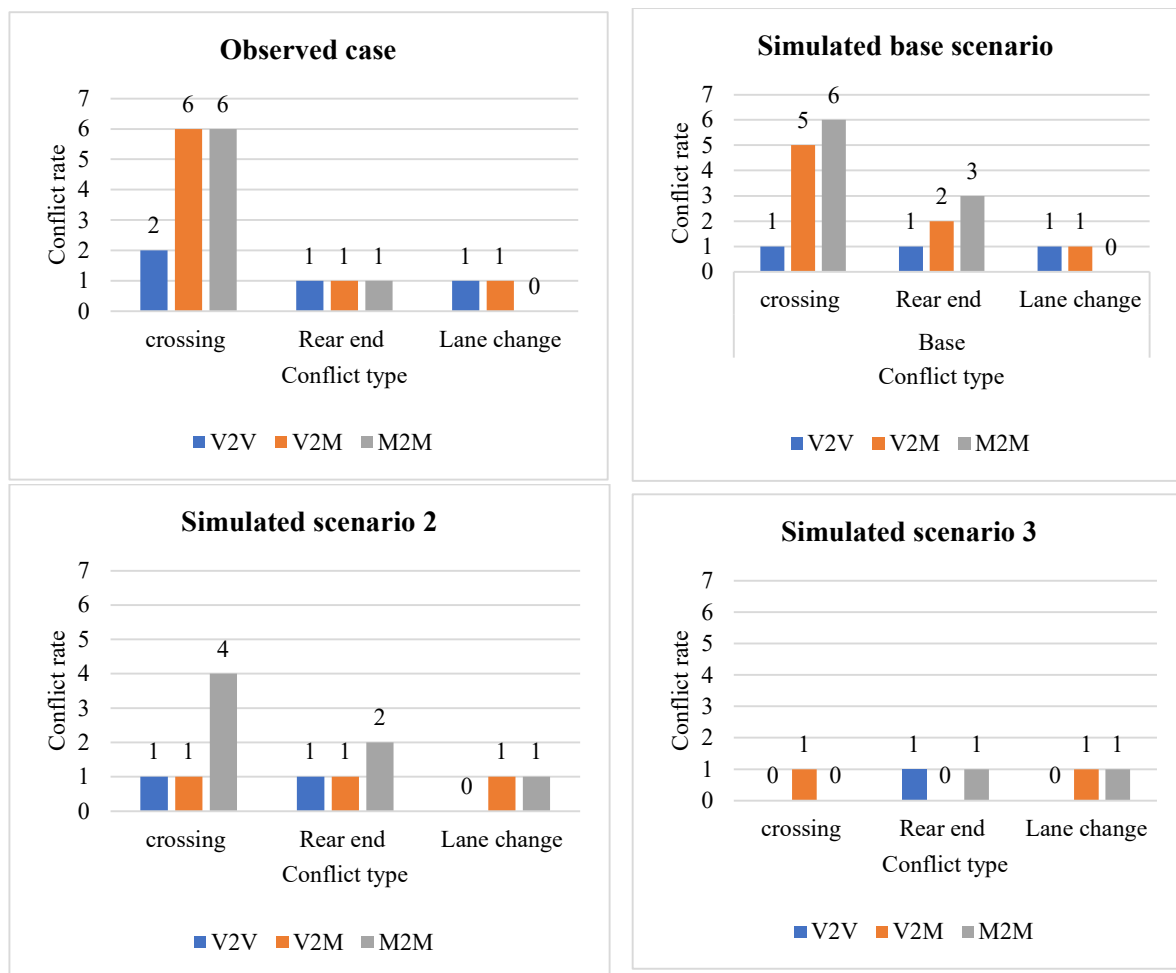 Observed case
Conflict rate
7
6
5
4
3
2
1
0
2 6 6
1 1 1
1 1 0
crossing Rear end Lane change
Conflict type
V2V V2M M2M
Simulated base scenario
Conflict rate
7
6
5
4
3
2
1
0
1 5 6
1 2 3
1 1 0
crossing Rear end Lane change
Base
Conflict type
V2V V2M M2M
Simulated scenario 2
Conflict rate
7
6
5
4
3
2
1
0
1 1 4
1 1 2
0 1 1
crossing Rear end Lane change
Conflict type
V2V V2M M2M
Simulated scenario 3
Conflict rate
7
6
5
4
3
2
1
0
0 1 0
1 0 1
0 1 1
crossing Rear end Lane change
Conflict type
V2V V2M M2M